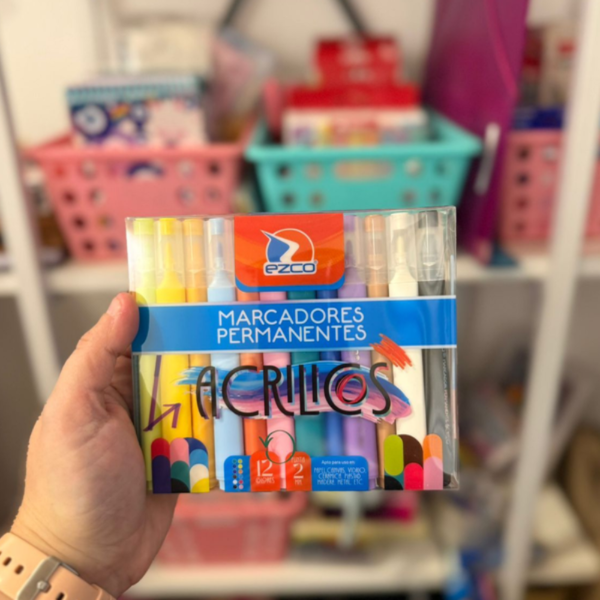 ezco
MARCADORES
PERMANENTES
ACRILICOS
12
2